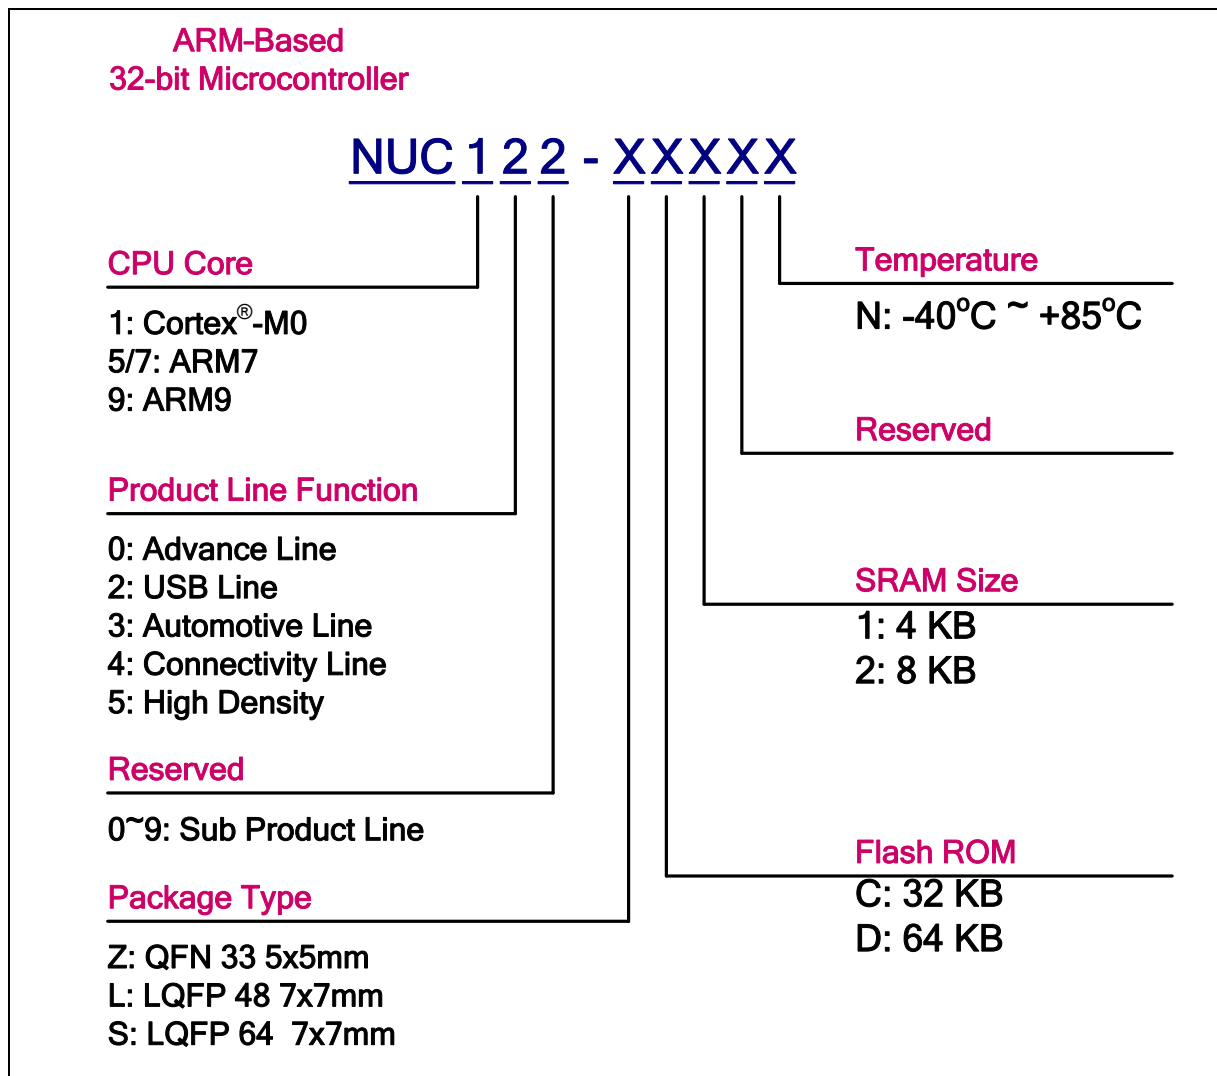 ARM-Based
32-bit Microcontroller
NUC 1 2 2 - X X X X X
CPU Core
1: Cortex®-M0
5/7: ARM7
9: ARM9
Product Line Function
0: Advance Line
2: USB Line
3: Automotive Line
4: Connectivity Line
5: High Density
Reserved
0~9: Sub Product Line
Package Type
Z: QFN 33 5x5mm
L: LQFP 48 7x7mm
S: LQFP 64  7x7mm
Temperature
N: -40°C ~ +85°C
Reserved
SRAM Size
1: 4 KB
2: 8 KB
Flash ROM
C: 32 KB
D: 64 KB